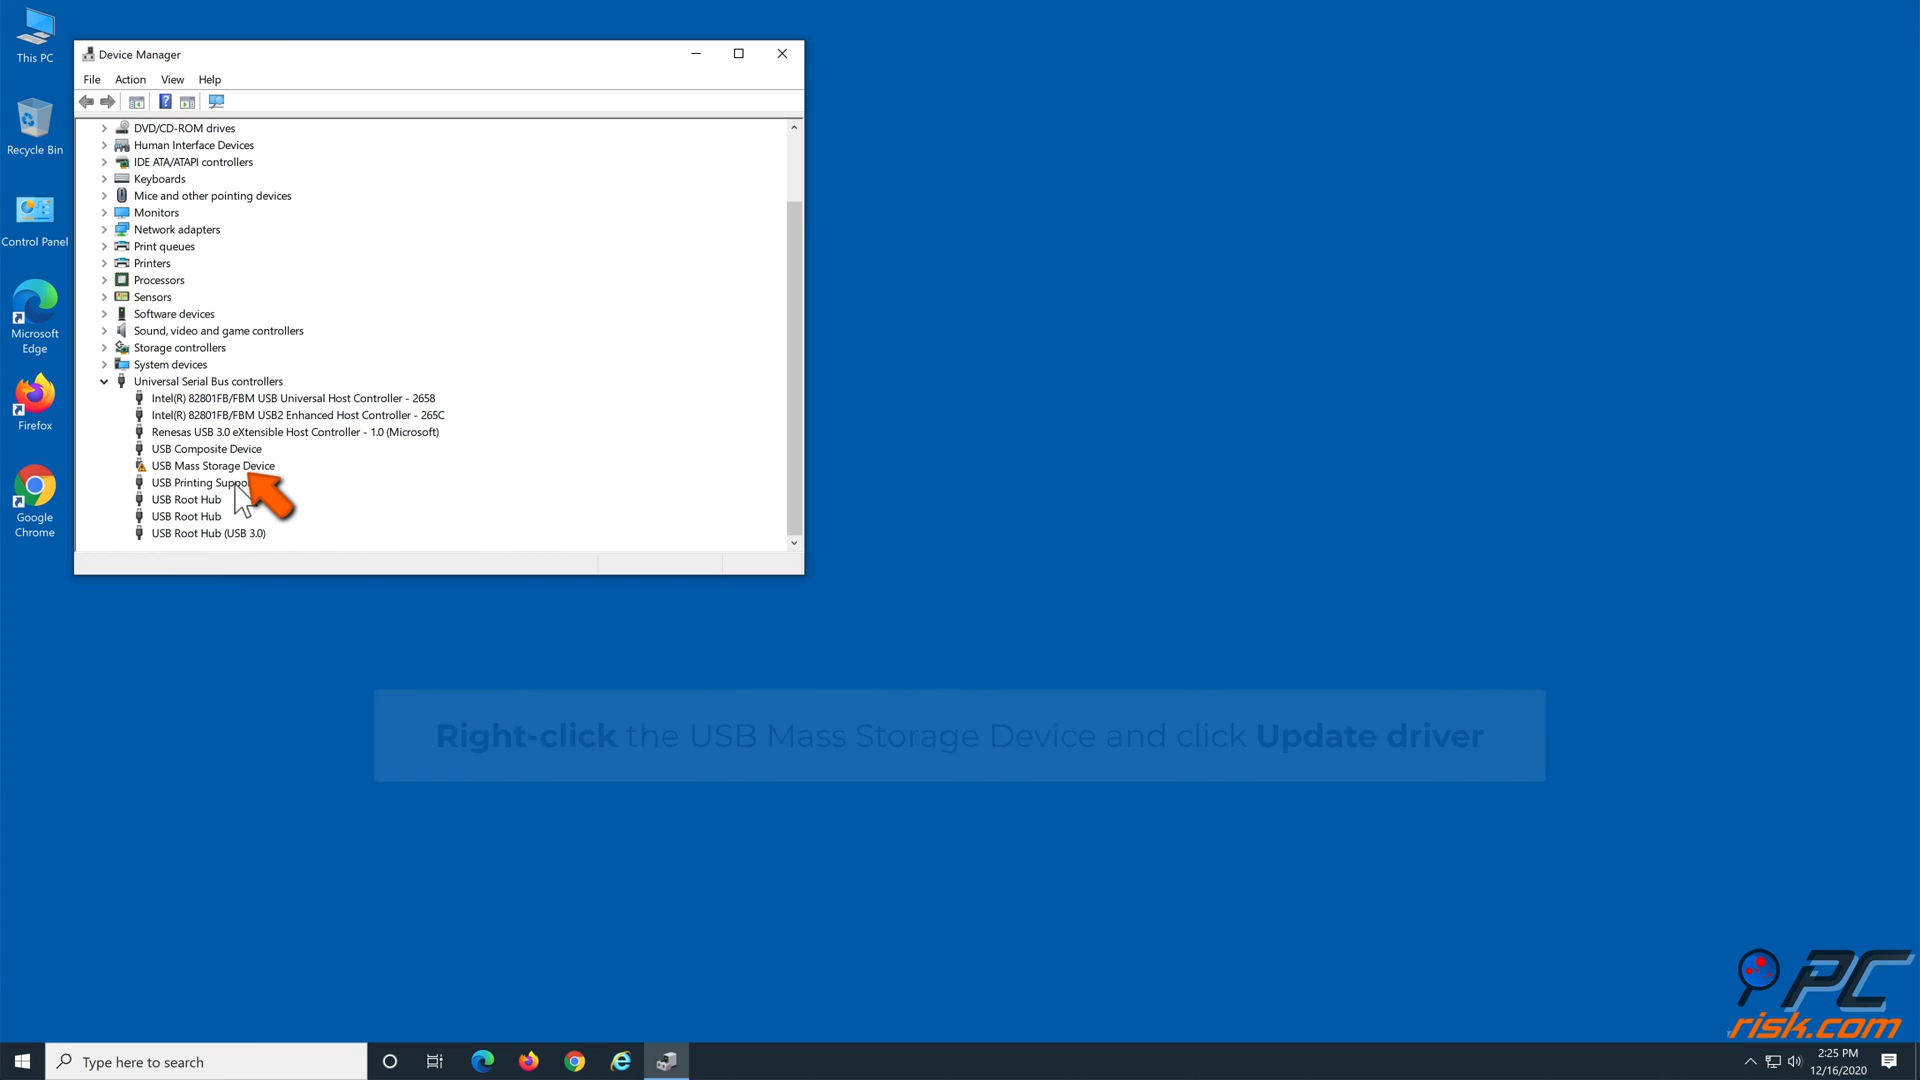 This PC
Recycle Bin
Control Panel
Microsoft
Edge
Firefox
Google
Chrome
Device Manager
File Action View Help
DVD/CD-ROM drives
Human Interface Devices
IDE ATA/ATAPI controllers
Keyboards
Mice and other pointing devices
Monitors
Network adapters
Print queues
Printers
Processors
Sensors
Software devices
Sound, video and game controllers
Storage controllers
System devices
Universal Serial Bus controllers
Intel(R) 82801FB/FBM USB Universal Host Controller - 2658
Intel(R) 82801FB/FBM USB2 Enhanced Host Controller - 265C
Renesas USB 3.0 eXtensible Host Controller - 1.0 (Microsoft)
USB Composite Device
USB Mass Storage Device
USB Printing
USB Root Hub
USB Root Hub
USB Root Hub (USB 3.0)
Right-click the USB Mass Storage Device and click Update driver
PC
risk.com
Type here to search
2:25 PM
12/16/2020